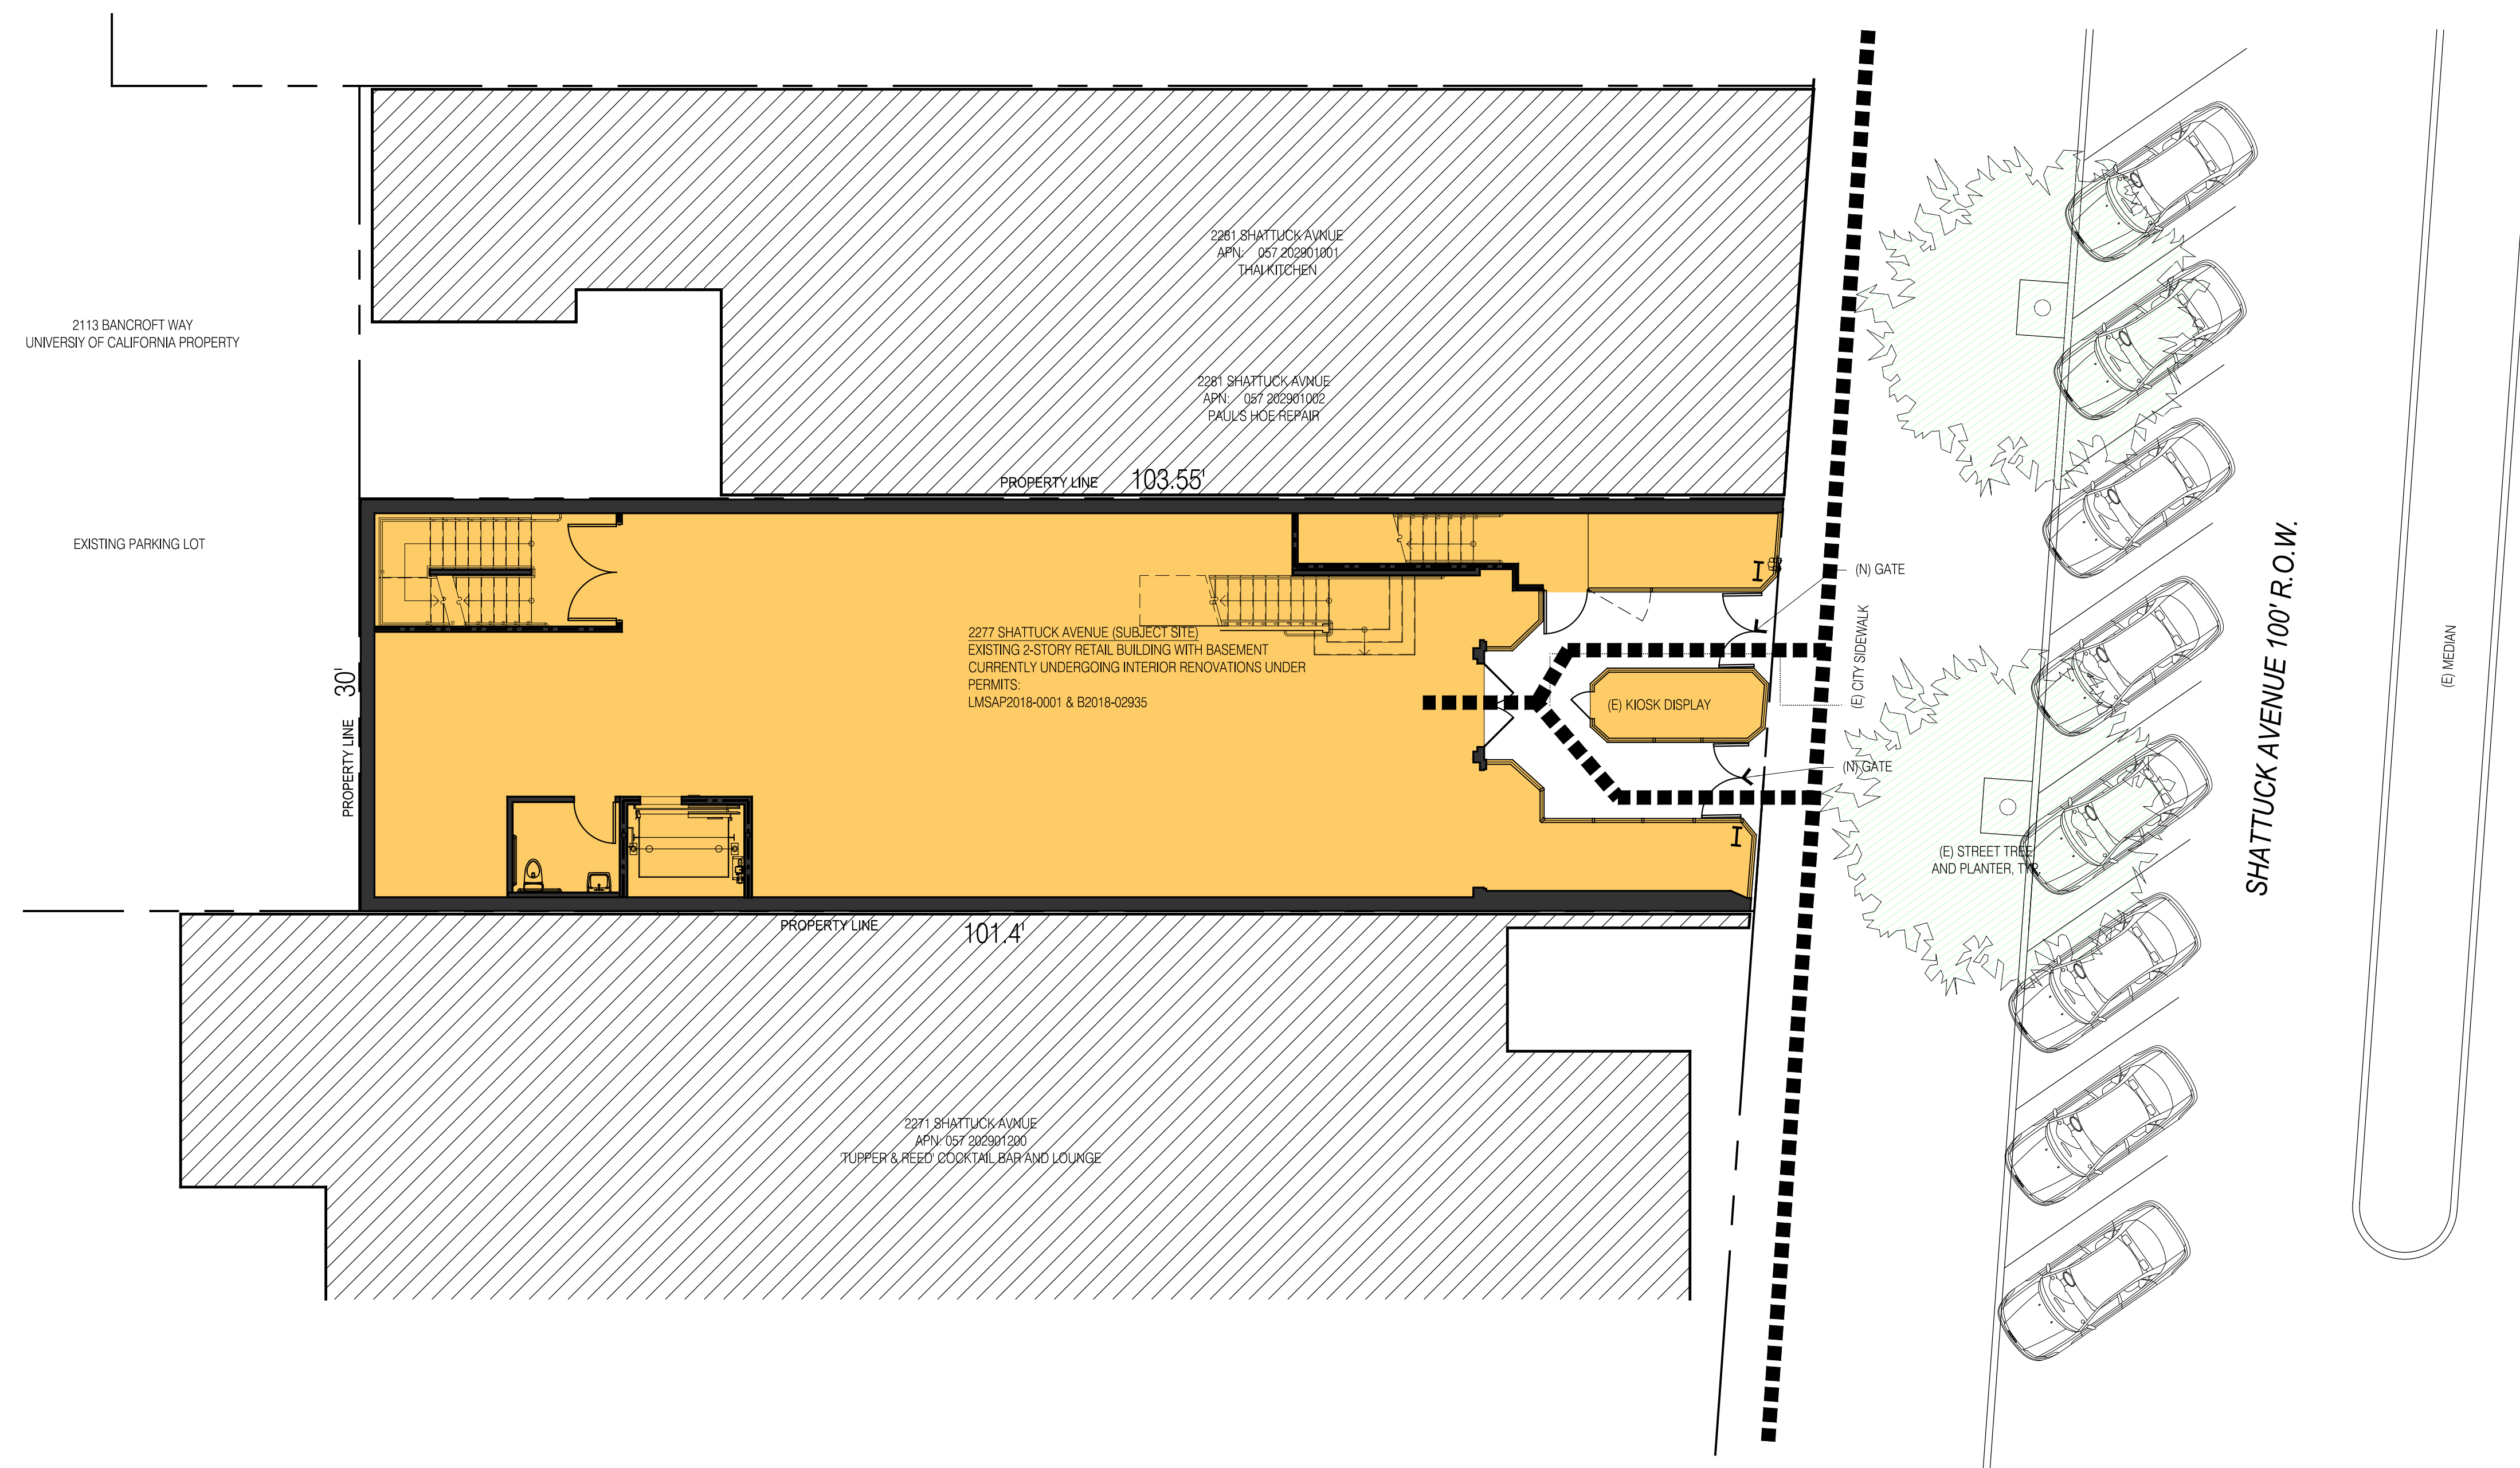 2281 SHATTUCK AVNUE
APN: 057 202901001
THAI KITCHEN
2113 BANCROFT WAY
UNIVERSIY OF CALIFORNIA PROPERTY
2281 SHATTUCK AVNUE
APN: 057 202901002
PAUL'S HOE REPAIR
PROPERTY LINE 103.55'
EXISTING PARKING LOT
(N) GATE
(E) CITY SIDEWALK
SHATTUCK AVENUE 100' R.O.W.
(E) MEDIAN
2277 SHATTUCK AVENUE (SUBJECT SITE)
EXISTING 2-STORY RETAIL BUILDING WITH BASEMENT
CURRENTLY UNDERGOING INTERIOR RENOVATIONS UNDER
PERMITS:
LMSAP2018-0001 & B2018-02935
(E) KIOSK DISPLAY
PROPERTY LINE 30'
(N) GATE
(E) STREET TREE
AND PLANTER, TYP.
PROPERTY LINE 101.4'
2271 SHATTUCK AVNUE
APN: 057 202901200
'TUPPER & REED' COCKTAIL BAR AND LOUNGE